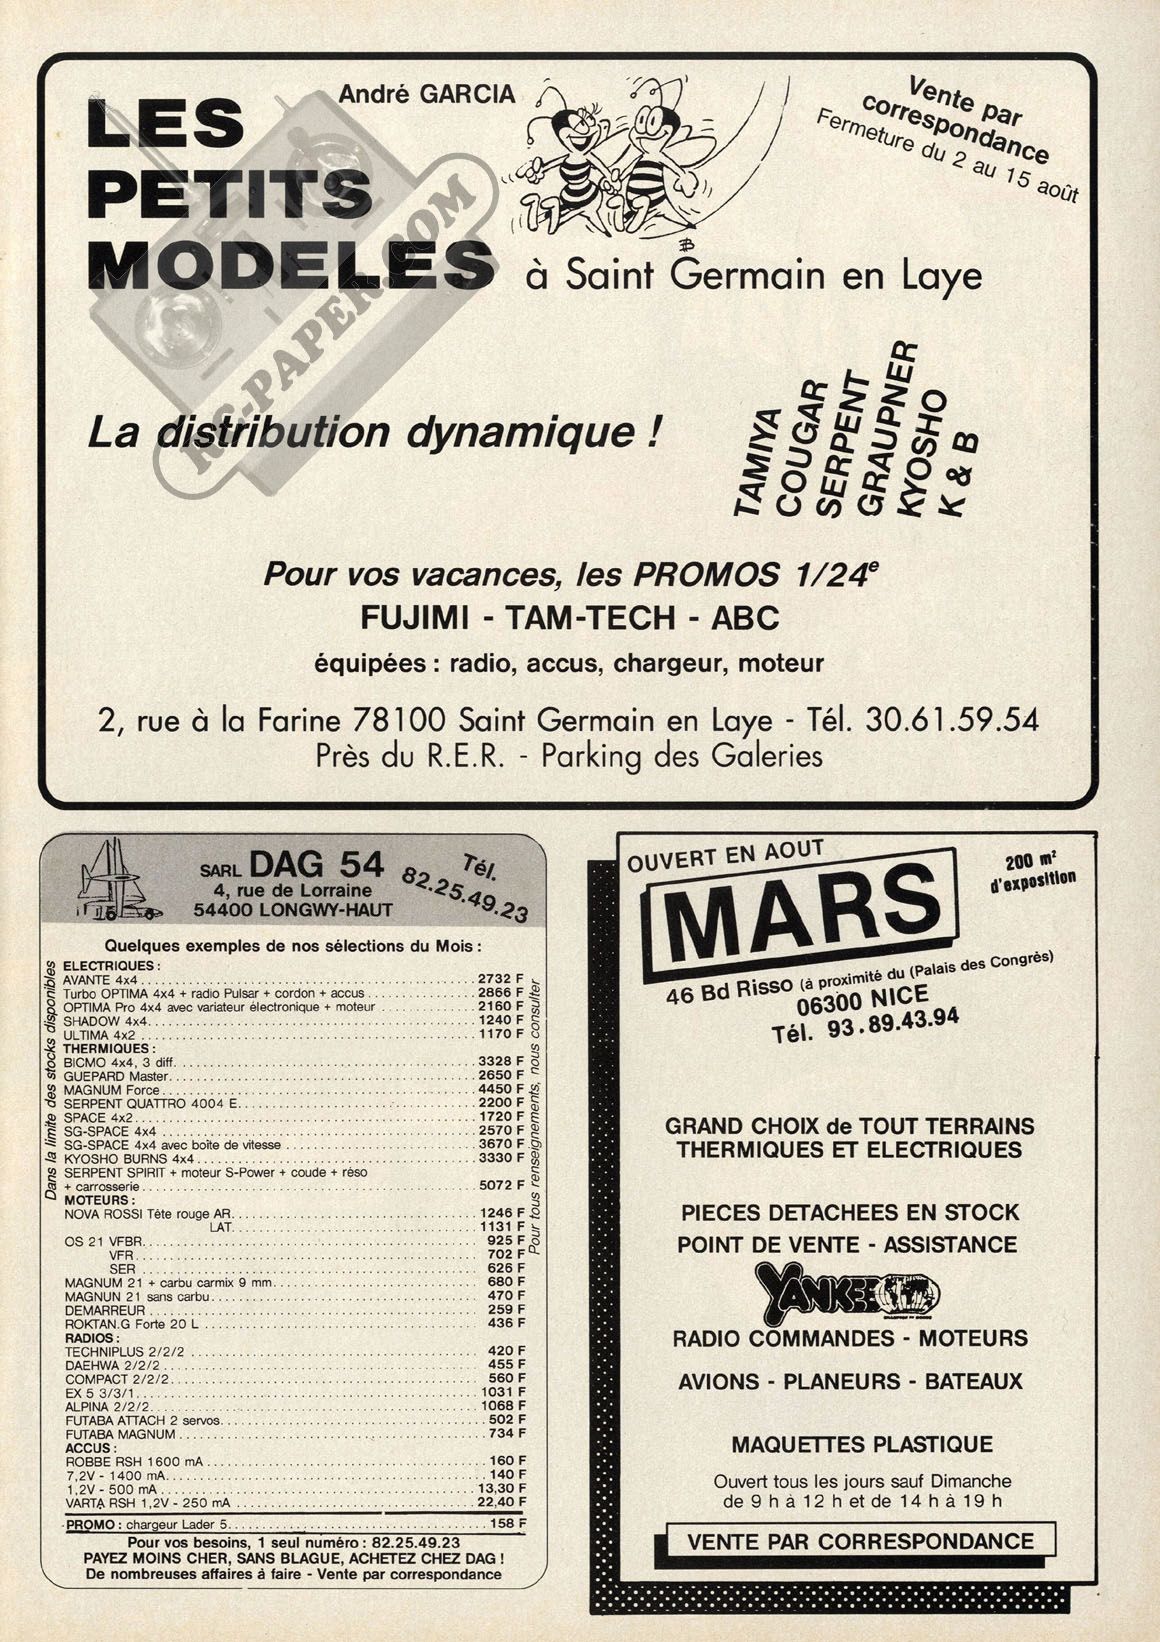 André GARCIA
LES
PETITS
MODELES
à Saint Germain en Laye
Vente par
correspondance
Fermeture du 2 au 15 août
RC-PAPER.COM
La distribution dynamique !
TAMIYA
COUGAR
SERPENT
GRAUPNER
KYOSHO
K & B
Pour vos vacances, les PROMOS 1/24e
FUJIMI - TAM-TECH - ABC
équipées : radio, accus, chargeur, moteur
2, rue à la Farine 78100 Saint Germain en Laye - Tél. 30.61.59.54
Près du R.E.R. - Parking des Galeries
SARL DAG 54
4, rue de Lorraine
54400 LONGWY-HAUT
Tél.
82.25.49.23
Quelques exemples de nos sélections du Mois :
Dans la limite des stocks disponibles
ELECTRIQUES :
AVANTE 4x4 2732 F
Turbo OPTIMA 4x4 + radio Pulsar + cordon + accus 2866 F
OPTIMA Pro 4x4 avec variateur électronique + moteur 2160 F
SHADOW 4x4 1240 F
ULTIMA 4x2 1170 F
THERMIQUES :
BICMO 4x4, 3 diff. 3328 F
GUEPARD Master 2650 F
MAGNUM Force 4450 F
SERPENT QUATTRO 4004 E 2200 F
SPACE 4x2 1720 F
SG-SPACE 4x4 2570 F
SG-SPACE 4x4 avec boîte de vitesse 3670 F
KYOSHO BURNS 4x4 3330 F
SERPENT SPIRIT + moteur S-Power + coude + réso
+ carrosserie 5072 F
MOTEURS :
NOVA ROSSI Tête rouge AR 1246 F
LAT 1131 F
OS 21 VFBR 925 F
VFR 702 F
SER 626 F
MAGNUM 21 + carbu carmix 9 mm 680 F
MAGNUN 21 sans carbu 470 F
DEMARREUR 259 F
ROKTAN.G Forte 20 L 436 F
RADIOS :
TECHNIPLUS 2/2/2 420 F
DAEHWA 2/2/2 455 F
COMPACT 2/2/2 560 F
EX 5 3/3/1 1031 F
ALPINA 2/2/2 1068 F
FUTABA ATTACH 2 servos 502 F
FUTABA MAGNUM 734 F
ACCUS :
ROBBE RSH 1600 mA 160 F
7,2V - 1400 mA 140 F
1,2V - 500 mA 13,30 F
VARTA RSH 1,2V - 250 mA 22,40 F
PROMO : chargeur Lader 5 158 F
Pour tous renseignements, nous consulter
Pour vos besoins, 1 seul numéro : 82.25.49.23
PAYEZ MOINS CHER, SANS BLAGUE, ACHETEZ CHEZ DAG !
De nombreuses affaires à faire - Vente par correspondance
OUVERT EN AOUT
MARS
200 m²
d'exposition
46 Bd Risso (à proximité du (Palais des Congrès)
06300 NICE
Tél. 93.89.43.94
GRAND CHOIX de TOUT TERRAINS
THERMIQUES ET ELECTRIQUES
PIECES DETACHEES EN STOCK
POINT DE VENTE - ASSISTANCE
YANKEE
RADIO COMMANDES - MOTEURS
AVIONS - PLANEURS - BATEAUX
MAQUETTES PLASTIQUE
Ouvert tous les jours sauf Dimanche
de 9 h à 12 h et de 14 h à 19 h
VENTE PAR CORRESPONDANCE